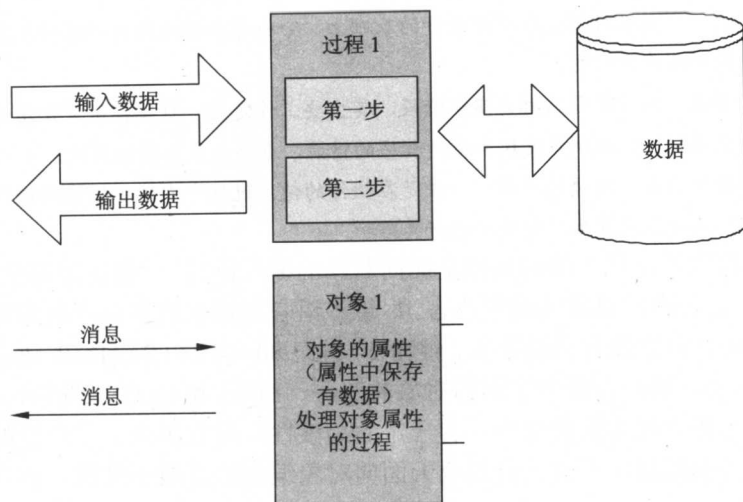 过程 1
输入数据
第一步
数据
第二步
输出数据
对象 1
消息
对象的属性
（属性中保存
有数据）
消息
处理对象属性
的过程